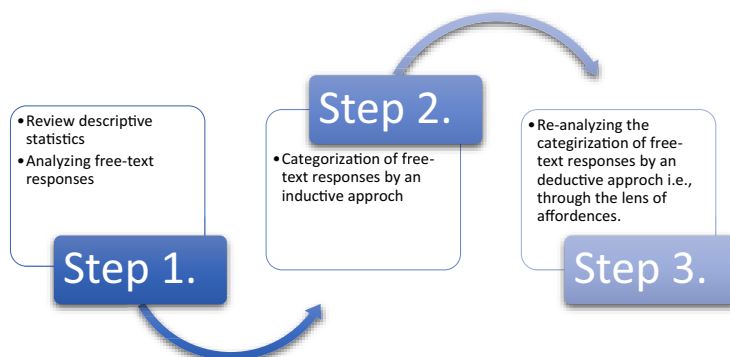 •Review descriptive
statistics
•Analyzing free-text
responses
Step 1.
Step 2.
•Categorization of free-
text responses by an
inductive approch
•Re-analyzing the
categirization of free-
text responses by an
deductive approch i.e.,
through the lens of
affordences.
Step 3.